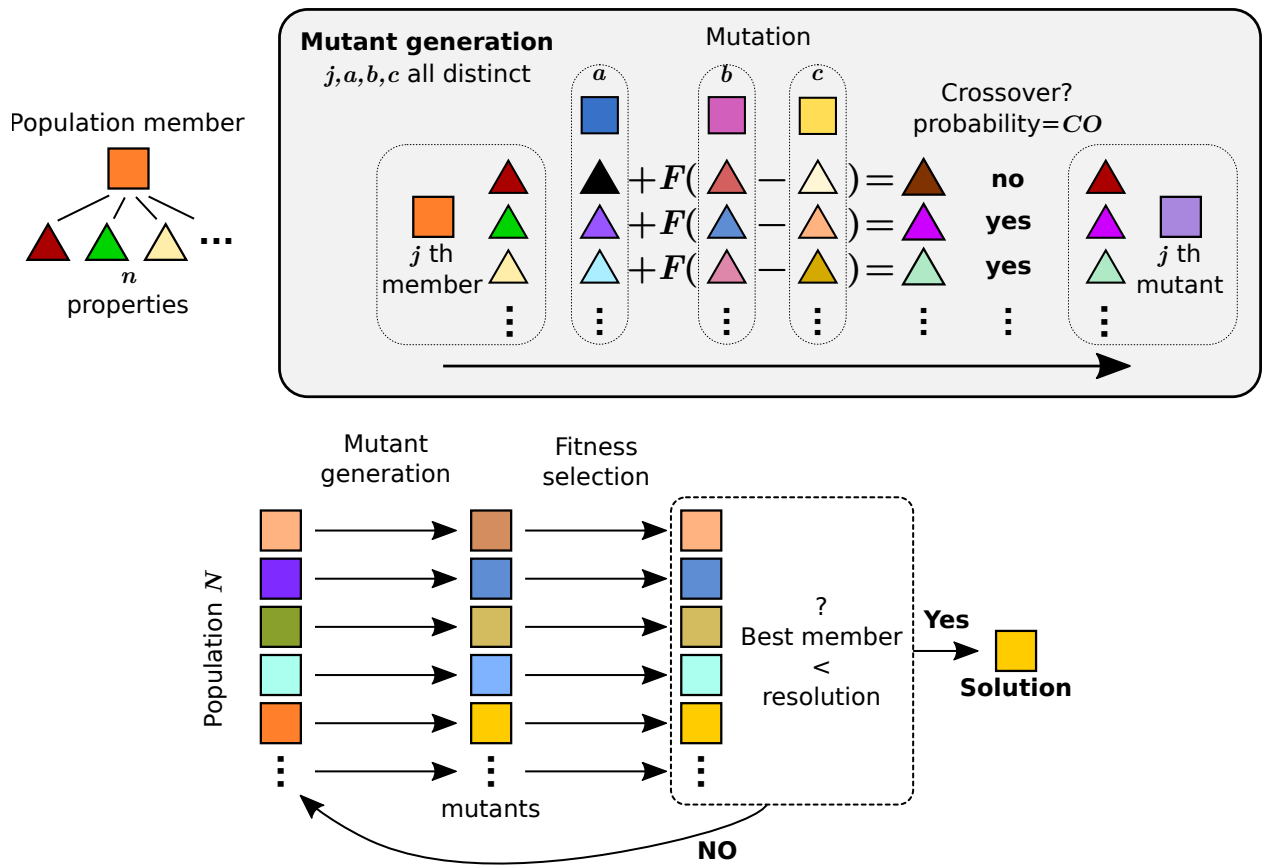 Population member
n
properties
Mutant generation
j,a,b,c all distinct
Mutation
a
b
c
Crossover?
probability=CO
+F( − )= no
+F( − )= yes
+F( − )= yes
j th
member
j th
mutant
Mutant
generation
Fitness
selection
Population N
mutants
?
Best member
<
resolution
Yes
Solution
NO